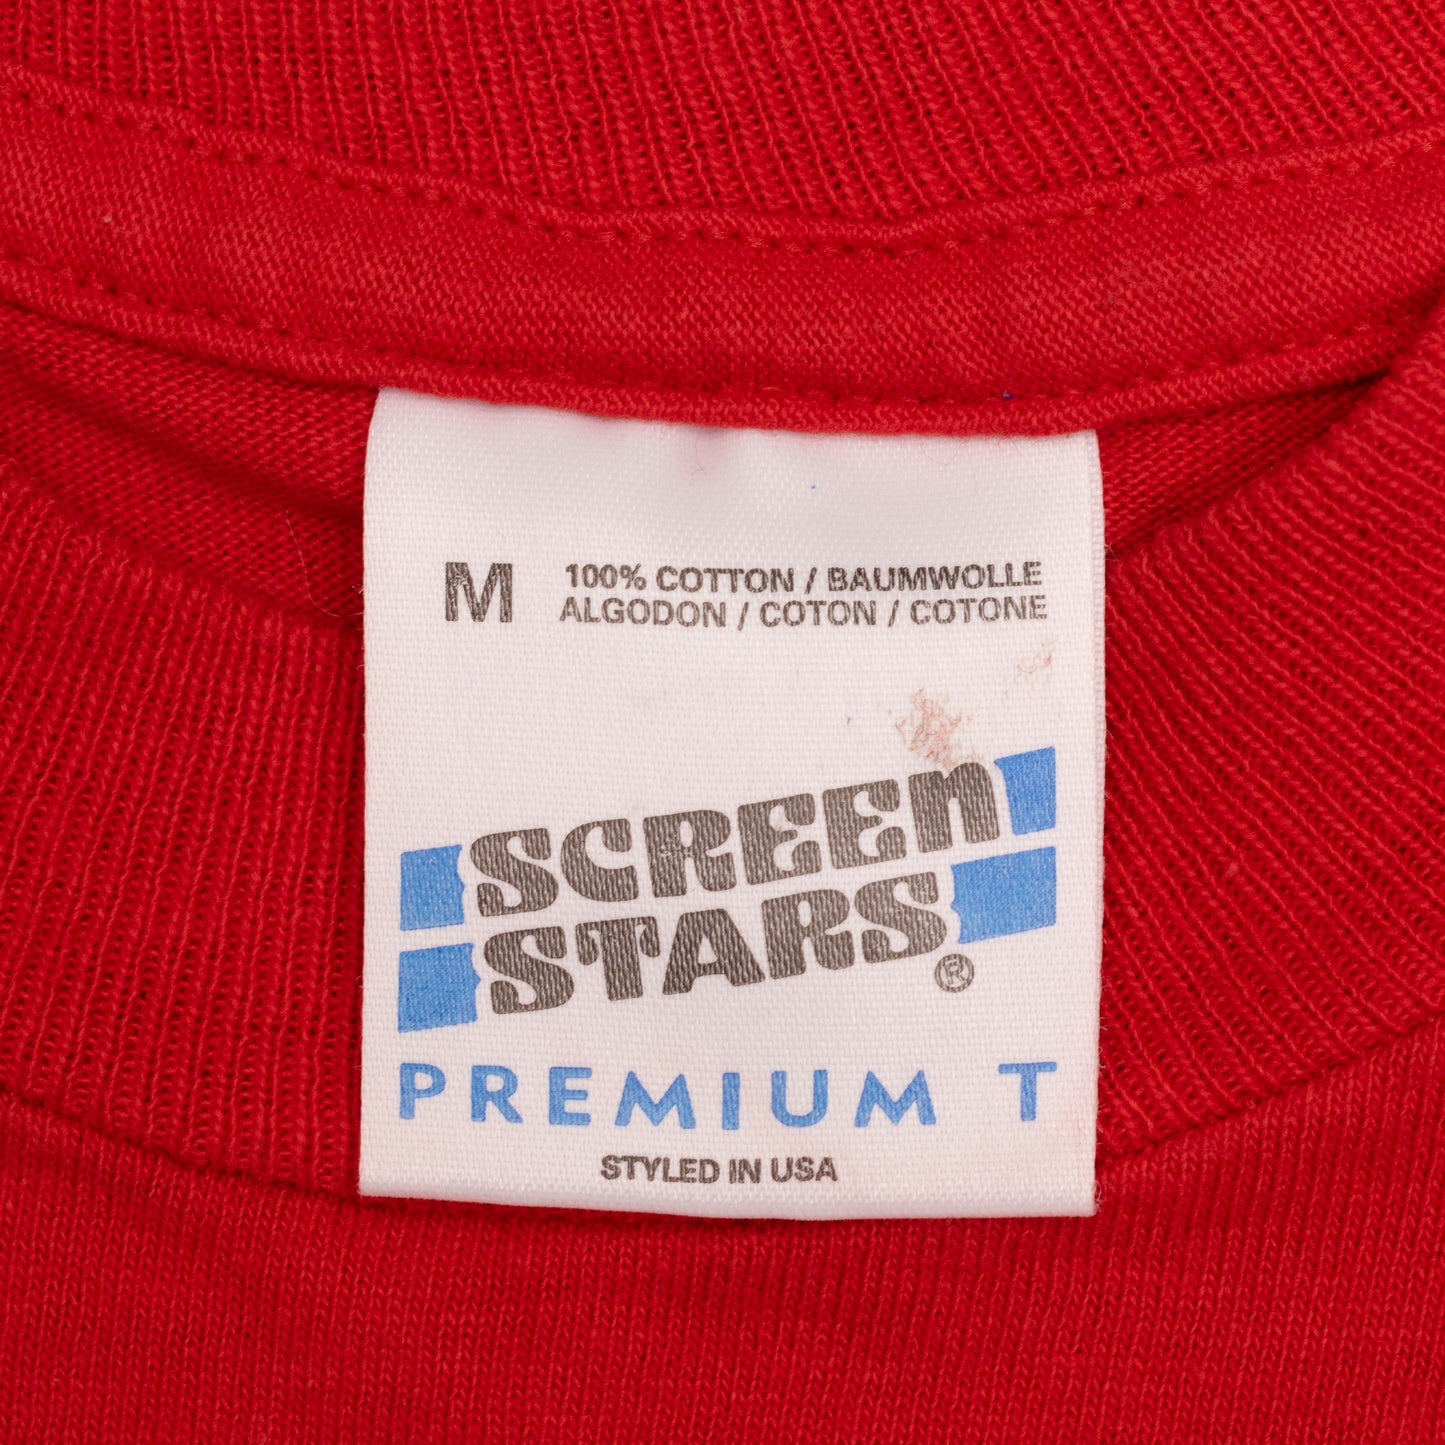 M 100% COTTON / BAUMWOLLE
ALGODON / COTON / COTONE
SCREEN
STARS®
PREMIUM T
STYLED IN USA